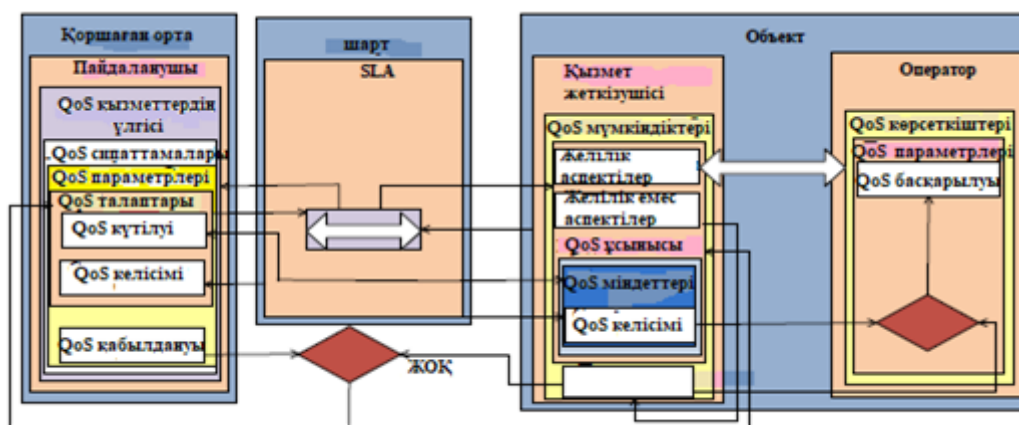 Қоршаған орта
Пайдаланушы
QoS қызметтердің
үлгісі
QoS сипаттамалары
QoS параметрлері
QoS талаптары
QoS күтілуі
QoS келісімі
QoS қабылдануы
шарт
SLA
ЖОҚ
Объект
Қызмет
жеткізушісі
QoS мүмкіндіктері
Желілік
аспектілер
Желілік емес
аспектілер
QoS ұсынысы
QoS міндеттері
QoS келісімі
Оператор
QoS көрсеткіштері
QoS параметрлері
QoS басқарылуы